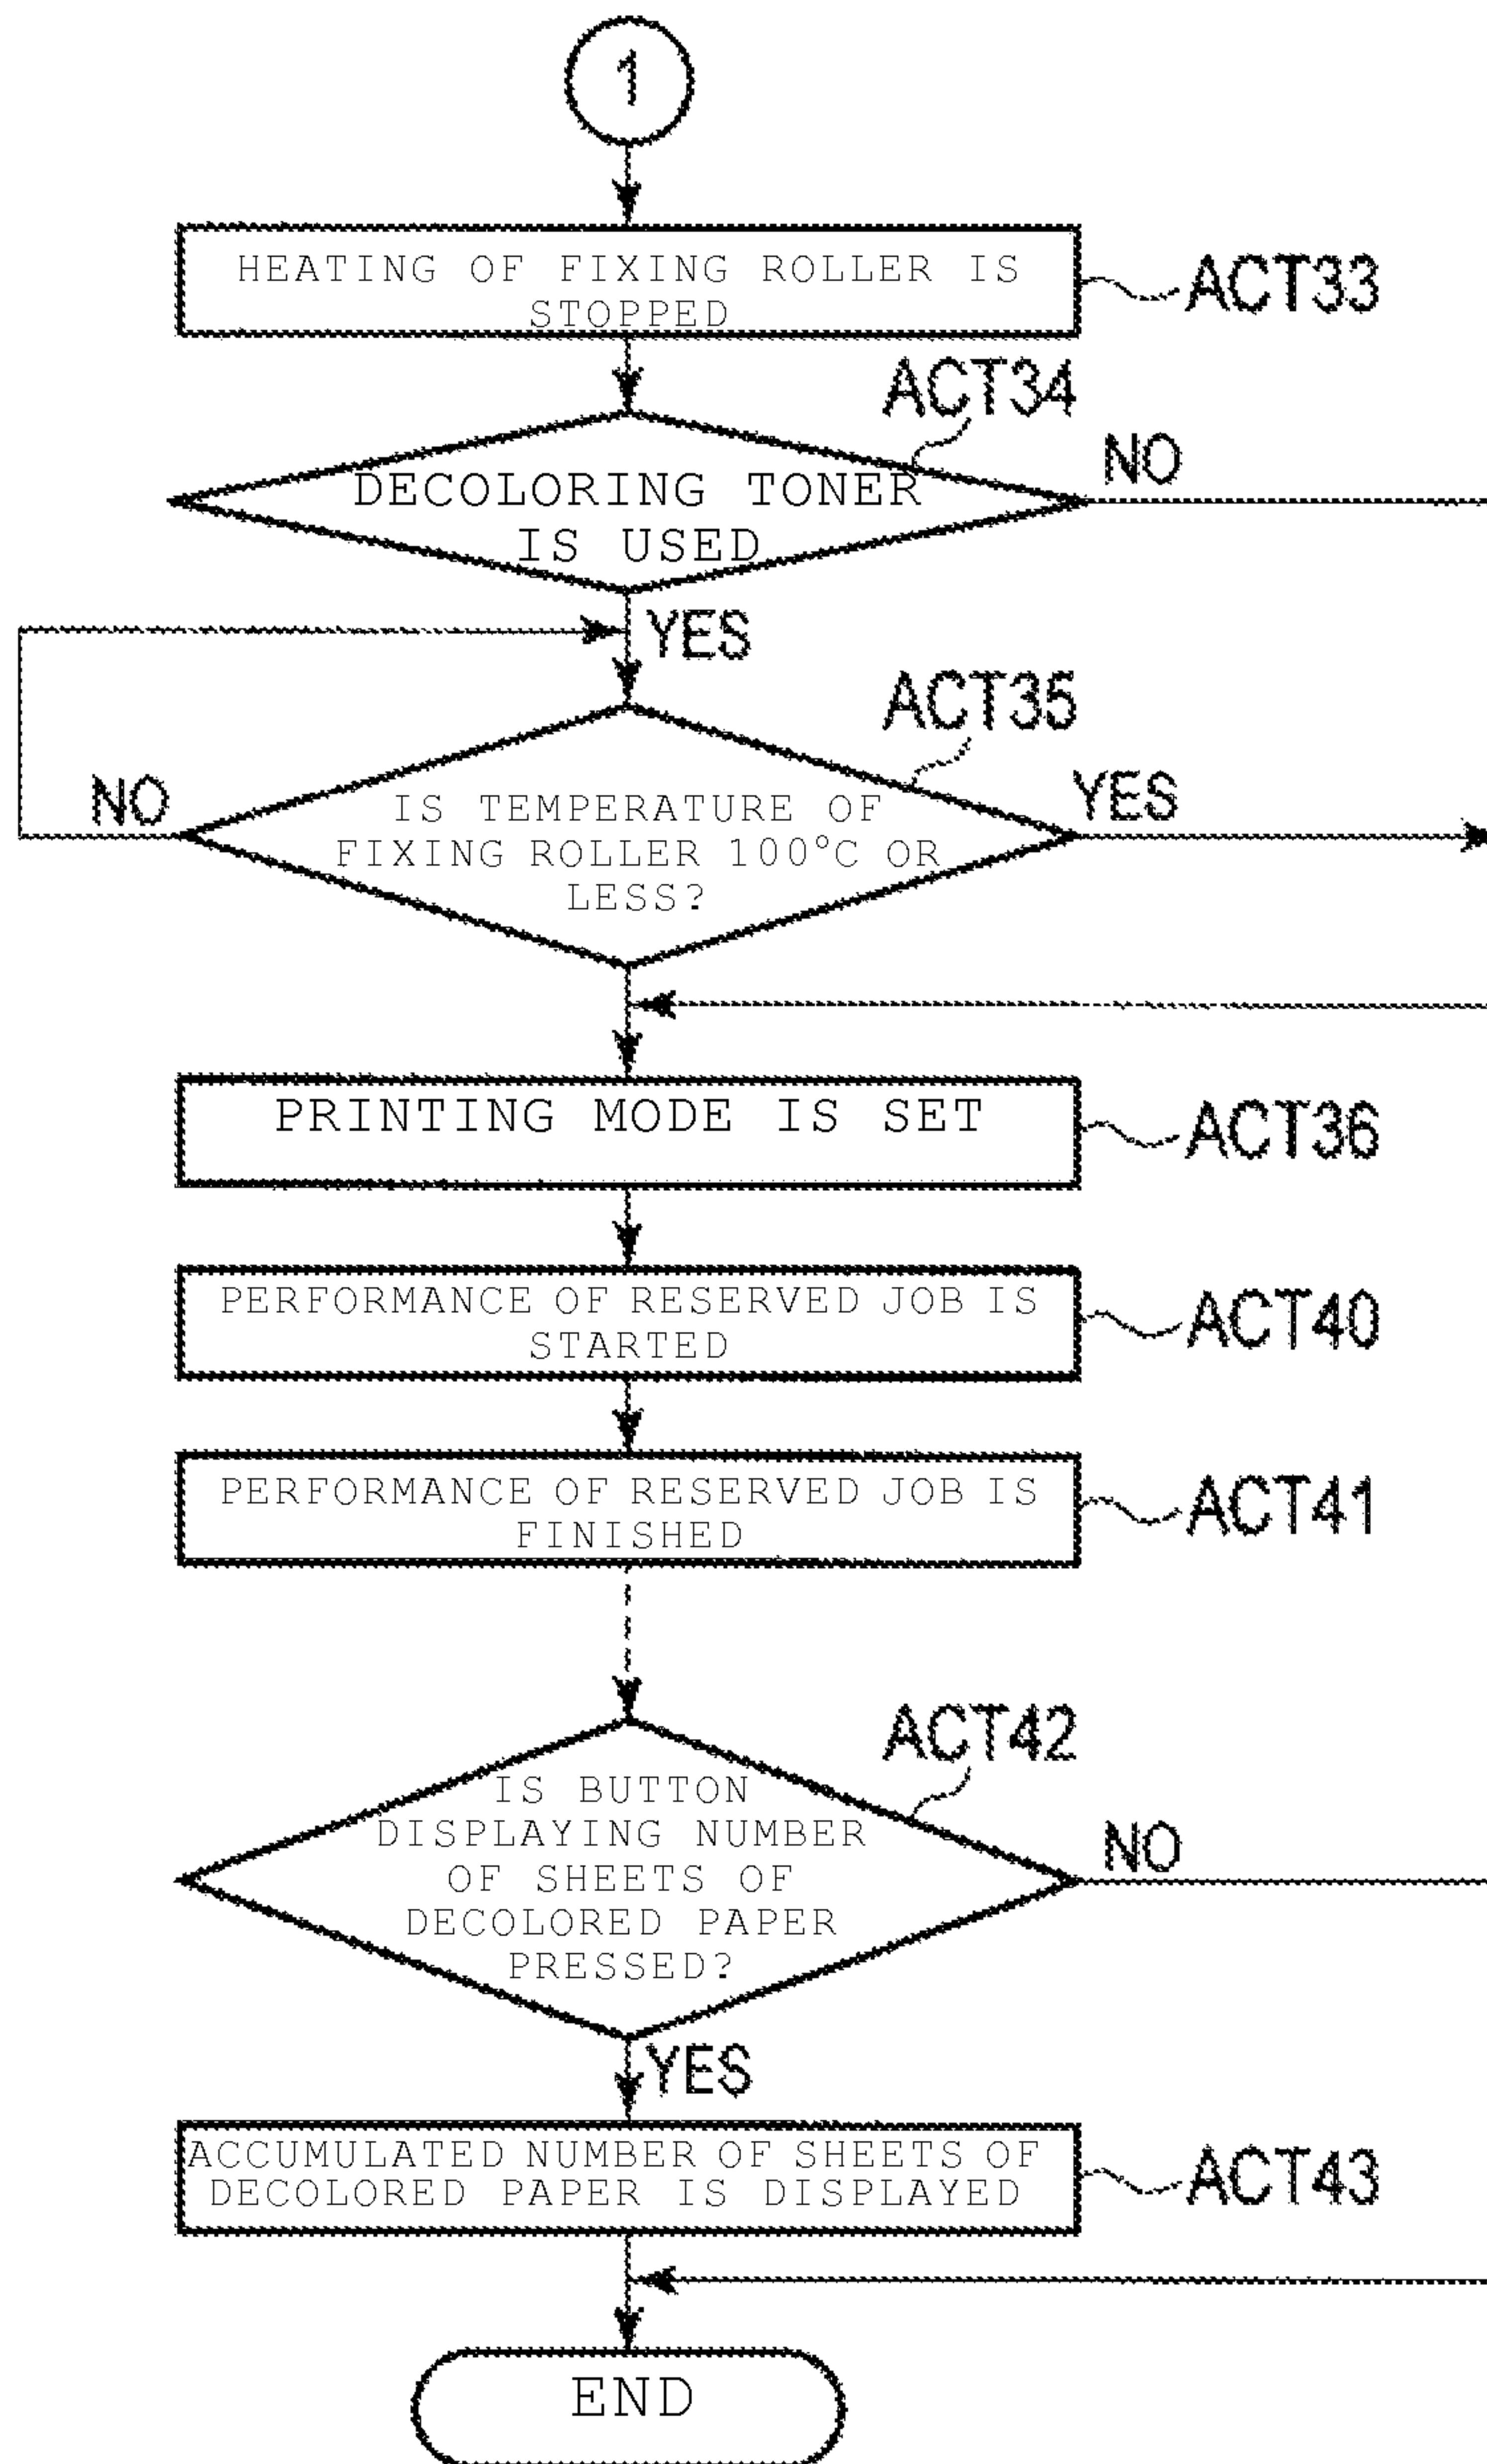 1
HEATING OF FIXING ROLLER IS
STOPPED
ACT33
ACT34
DECOLORING TONER
IS USED
NO
YES
ACT35
IS TEMPERATURE OF
FIXING ROLLER 100°C OR
LESS?
NO
YES
PRINTING MODE IS SET
ACT36
PERFORMANCE OF RESERVED JOB IS
STARTED
ACT40
PERFORMANCE OF RESERVED JOB IS
FINISHED
ACT41
ACT42
IS BUTTON
DISPLAYING NUMBER
OF SHEETS OF
DECOLORED PAPER
PRESSED?
NO
YES
ACCUMULATED NUMBER OF SHEETS OF
DECOLORED PAPER IS DISPLAYED
ACT43
END